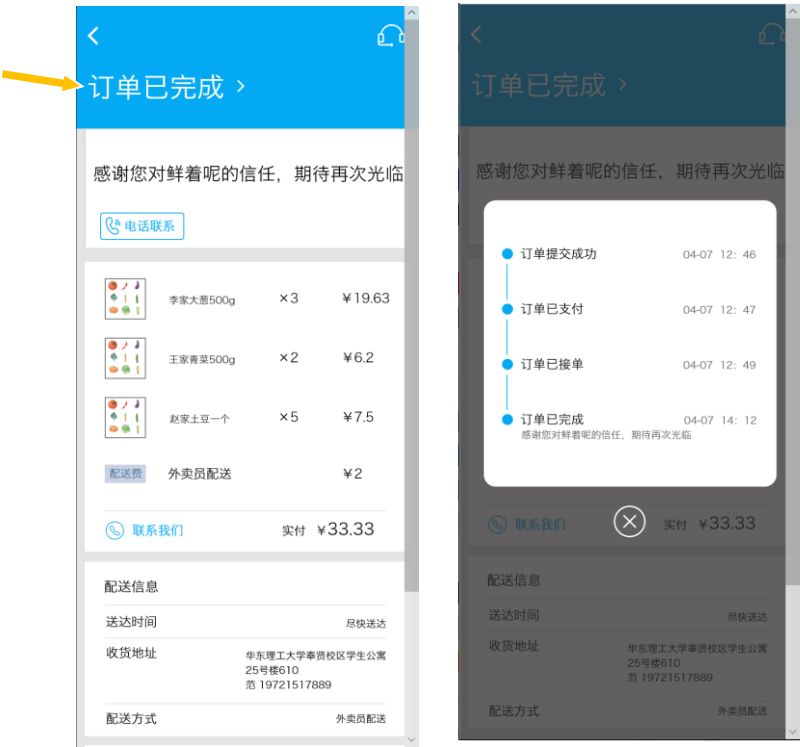 订单已完成 >
感谢您对鲜着呢的信任，期待再次光临
电话联系
李家大葱500g ×3 ￥19.63
王家青菜500g ×2 ￥6.2
赵家土豆一个 ×5 ￥7.5
配送费 外卖员配送 ￥2
联系我们 实付 ￥33.33
配送信息
送达时间 尽快送达
收货地址 华东理工大学奉贤校区学生公寓
25号楼610
范 19721517889
配送方式 外卖员配送
订单已完成 >
感谢您对鲜着呢的信任，期待再次光临
订单提交成功 04-07 12: 46
订单已支付 04-07 12: 47
订单已接单 04-07 12: 49
订单已完成 04-07 14: 12
感谢您对鲜着呢的信任，期待再次光临
联系我们 实付 ￥33.33
配送信息
送达时间 尽快送达
收货地址 华东理工大学奉贤校区学生公寓
25号楼610
范 19721517889
配送方式 外卖员配送